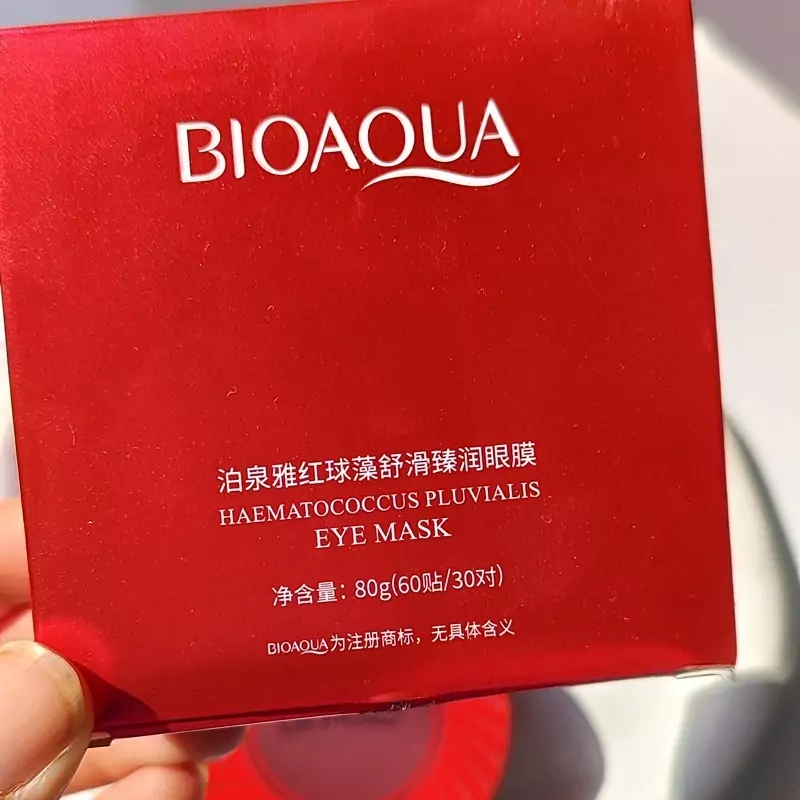 BIOAQUA
泊泉雅红球藻舒滑臻润眼膜
HAEMATOCOCCUS PLUVIALIS
EYE MASK
净含量：80g(60贴/30对)
BIOAQUA为注册商标，无具体含义